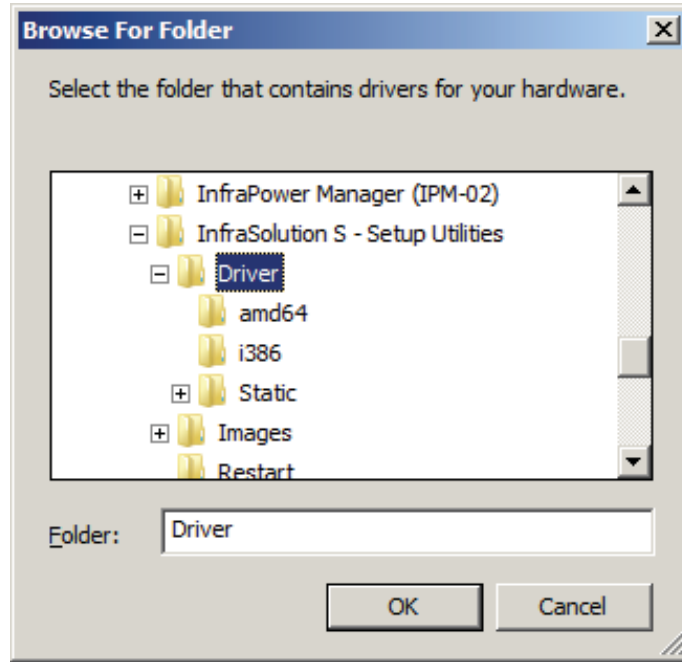 Browse For Folder
Select the folder that contains drivers for your hardware.
InfraPower Manager (IPM-02)
InfraSolution S - Setup Utilities
Driver
amd64
i386
Static
Images
Restart
Folder: Driver
OK Cancel